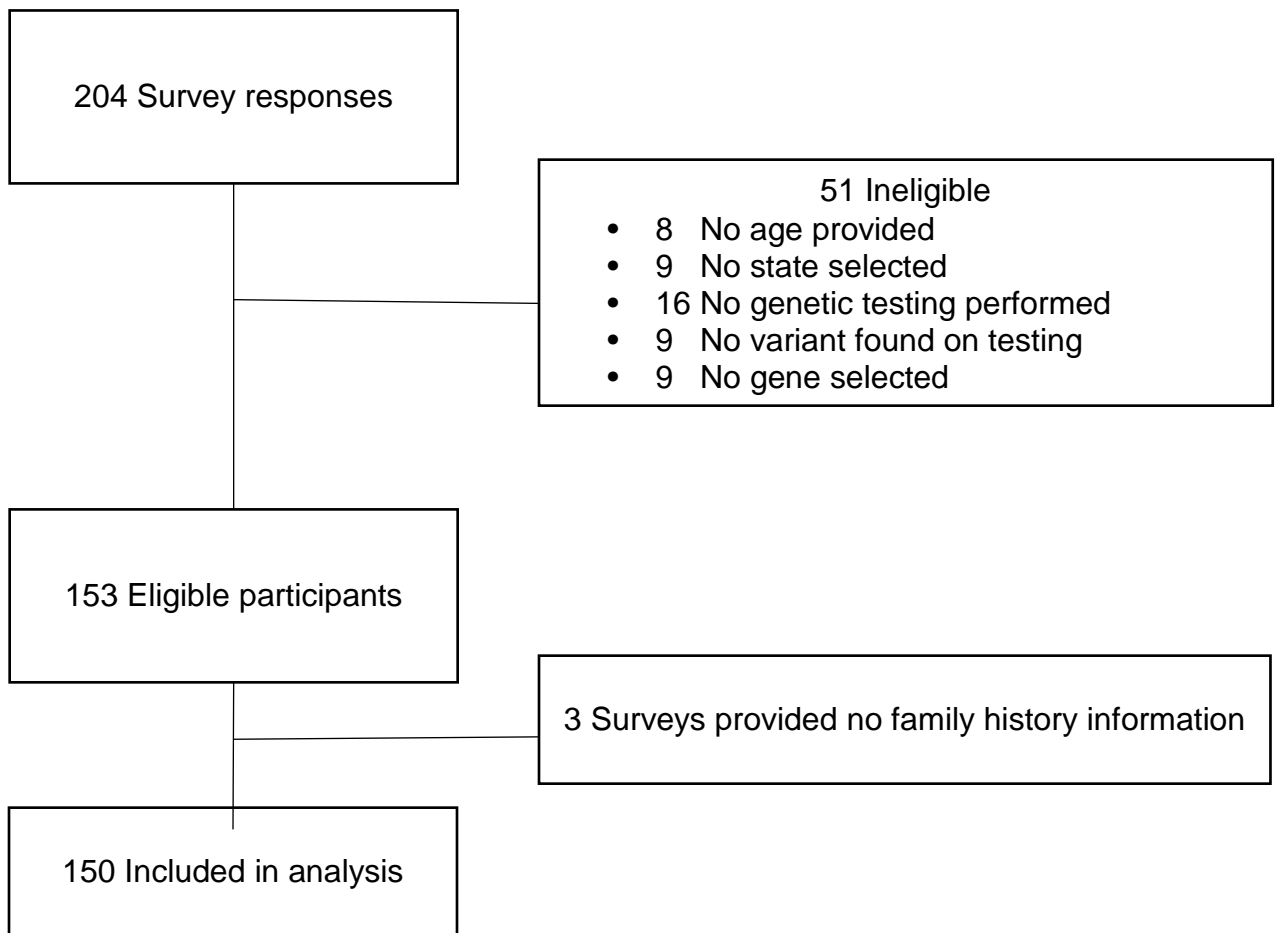 204 Survey responses
51 Ineligible
• 8 No age provided
• 9 No state selected
• 16 No genetic testing performed
• 9 No variant found on testing
• 9 No gene selected
153 Eligible participants
3 Surveys provided no family history information
150 Included in analysis